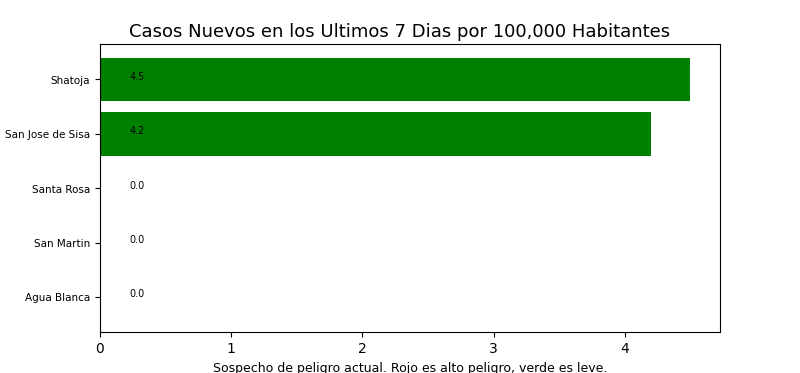 Casos Nuevos en los Ultimos 7 Dias por 100,000 Habitantes
Shatoja 4.5
San Jose de Sisa 4.2
Santa Rosa 0.0
San Martin 0.0
Agua Blanca 0.0
0 1 2 3 4
Sospecho de peligro actual. Rojo es alto peligro, verde es leve.